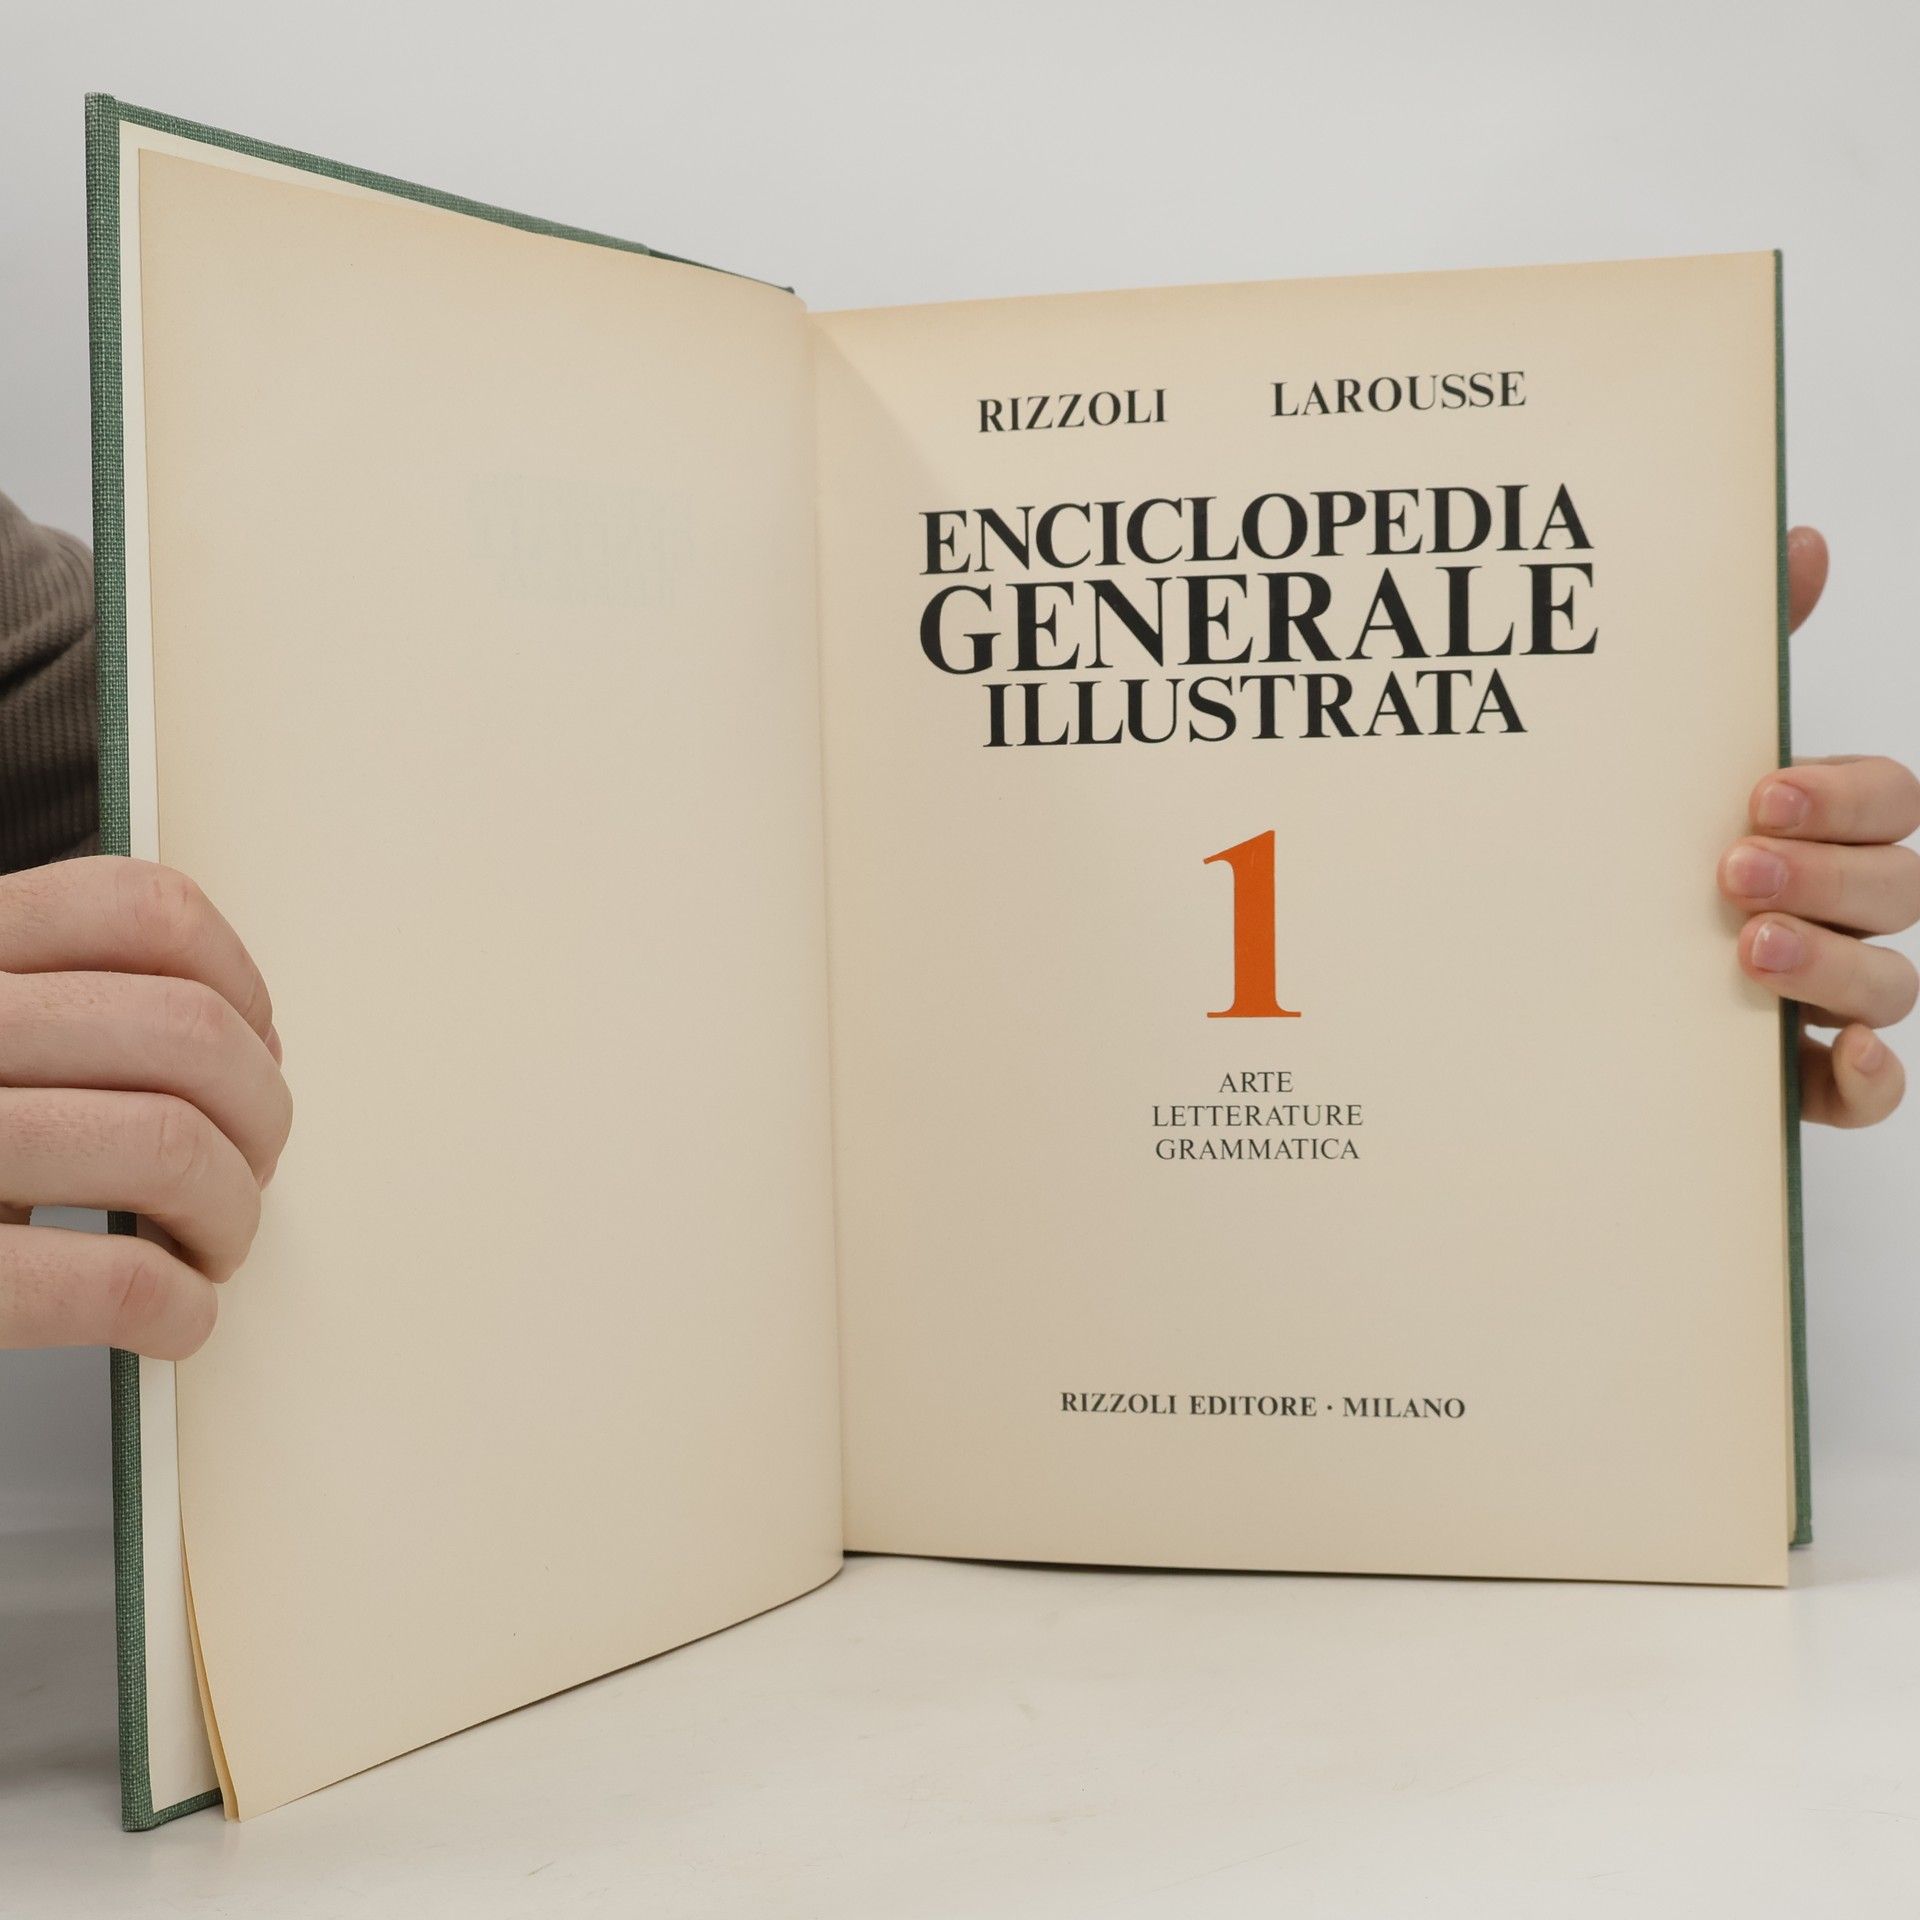 RIZZOLI LAROUSSE
ENCICLOPEDIA
GENERALE
ILLUSTRATA
1
ARTE
LETTERATURE
GRAMMATICA
RIZZOLI EDITORE · MILANO